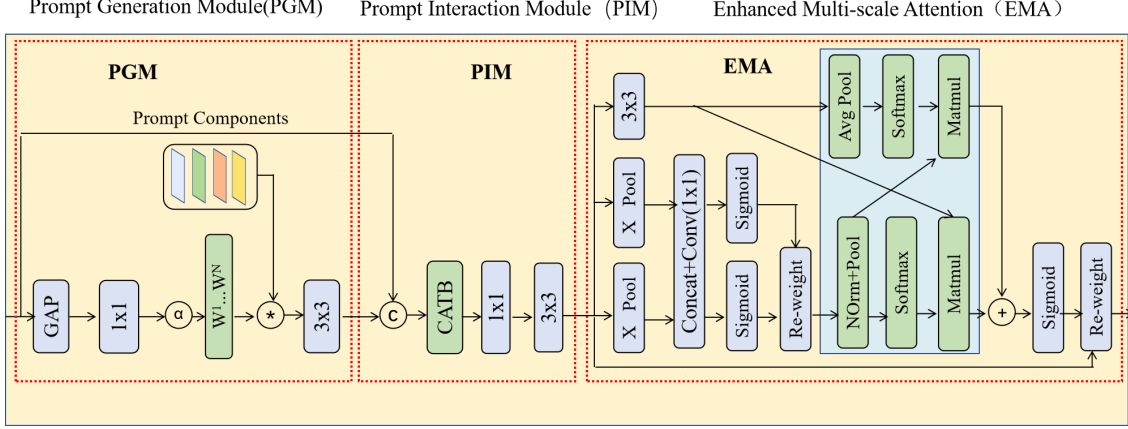 Prompt Generation Module(PGM)
Prompt Interaction Module （PIM）
Enhanced Multi-scale Attention（EMA）
PGM
Prompt Components
GAP
1x1
α
W¹...Wᴺ
*
3x3
PIM
C
CATB
1x1
3x3
EMA
3x3
X Pool
X Pool
Concat+Conv(1x1)
Sigmoid
Sigmoid
Re-weight
Avg Pool
Softmax
Matmul
NOrm+Pool
Softmax
Matmul
+
Sigmoid
Re-weight